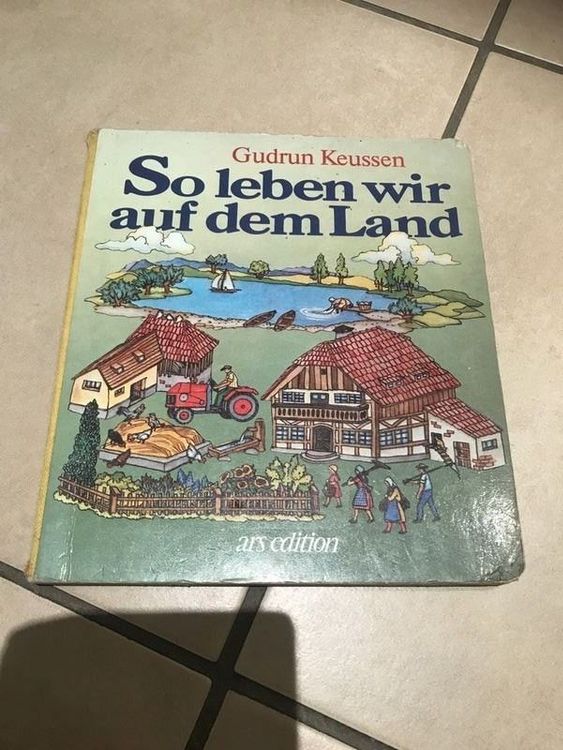 Gudrun Keussen
So leben wir
auf dem Land
ars edition